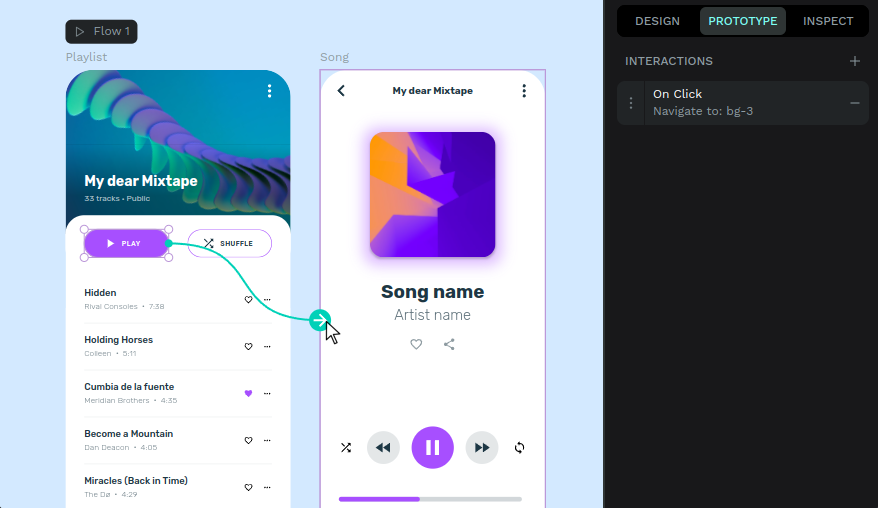 Flow 1
Playlist
My dear Mixtape
33 tracks • Public
PLAY
SHUFFLE
Hidden
Rival Consoles • 7:38
Holding Horses
Colleen • 5:11
Cumbia de la fuente
Meridian Brothers • 4:35
Become a Mountain
Dan Deacon • 4:05
Miracles (Back in Time)
The Dø • 4:29
Song
My dear Mixtape
Song name
Artist name
DESIGN
PROTOTYPE
INSPECT
INTERACTIONS
On Click
Navigate to: bg-3